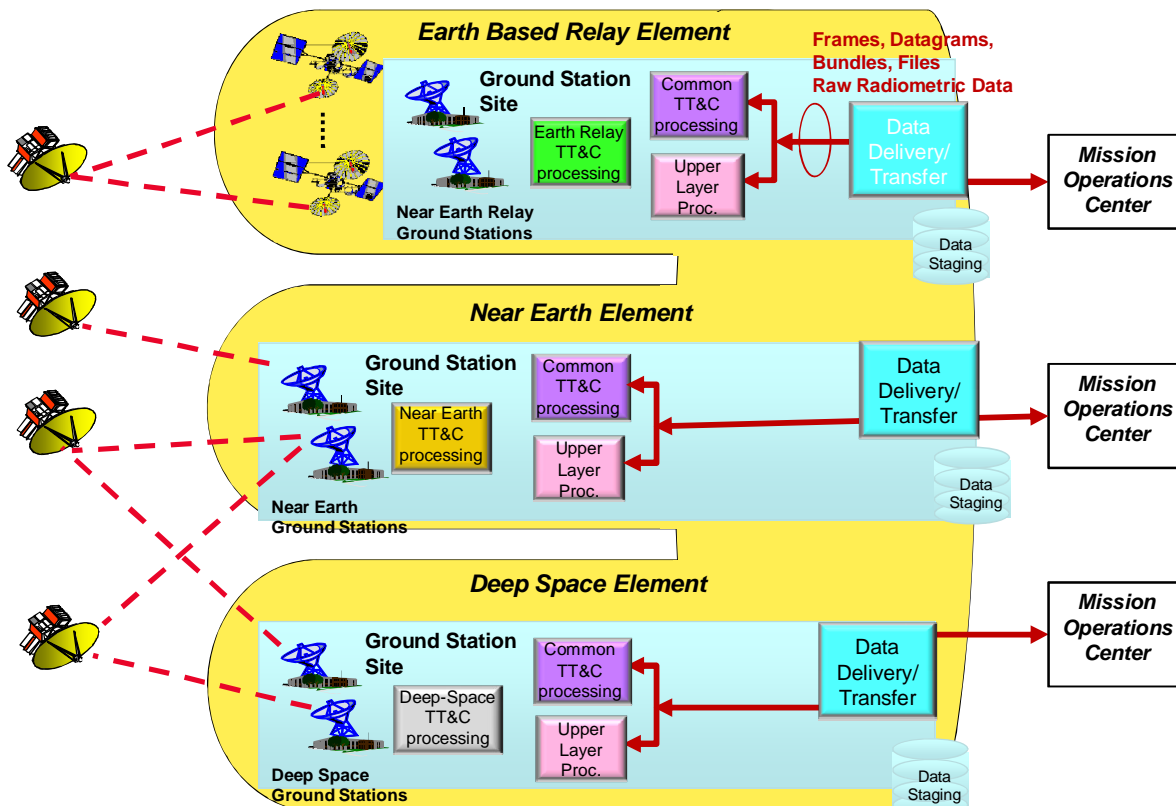 Earth Based Relay Element
Frames, Datagrams,
Bundles, Files
Raw Radiometric Data
Ground Station
Site
Common
TT&C
processing
Earth Relay
TT&C
processing
Upper
Layer
Proc.
Data
Delivery/
Transfer
Near Earth Relay
Ground Stations
Data
Staging
Mission
Operations
Center
Near Earth Element
Ground Station
Site
Common
TT&C
processing
Near Earth
TT&C
processing
Upper
Layer
Proc.
Data
Delivery/
Transfer
Near Earth
Ground Stations
Data
Staging
Mission
Operations
Center
Deep Space Element
Ground Station
Site
Common
TT&C
processing
Deep-Space
TT&C
processing
Upper
Layer
Proc.
Data
Delivery/
Transfer
Deep Space
Ground Stations
Data
Staging
Mission
Operations
Center